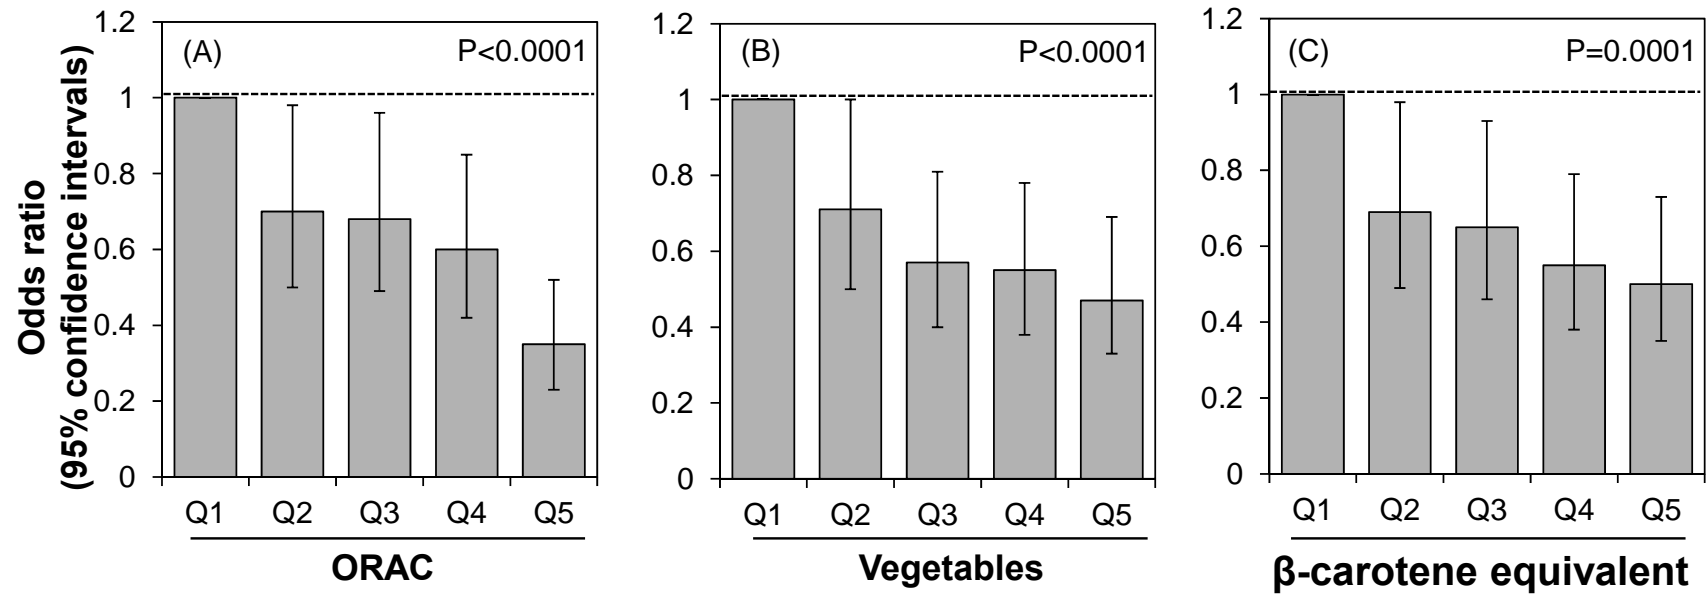 Odds ratio
(95% confidence intervals)
(A)
P<0.0001
1.2
1
0.8
0.6
0.4
0.2
0
Q1 Q2 Q3 Q4 Q5
ORAC
(B)
P<0.0001
1.2
1
0.8
0.6
0.4
0.2
0
Q1 Q2 Q3 Q4 Q5
Vegetables
(C)
P=0.0001
1.2
1
0.8
0.6
0.4
0.2
0
Q1 Q2 Q3 Q4 Q5
β-carotene equivalent